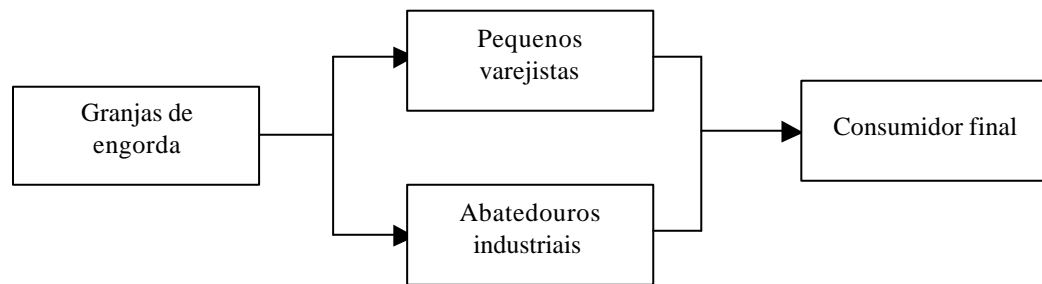 Granjas de
engorda
Pequenos
varejistas
Abatedouros
industriais
Consumidor final